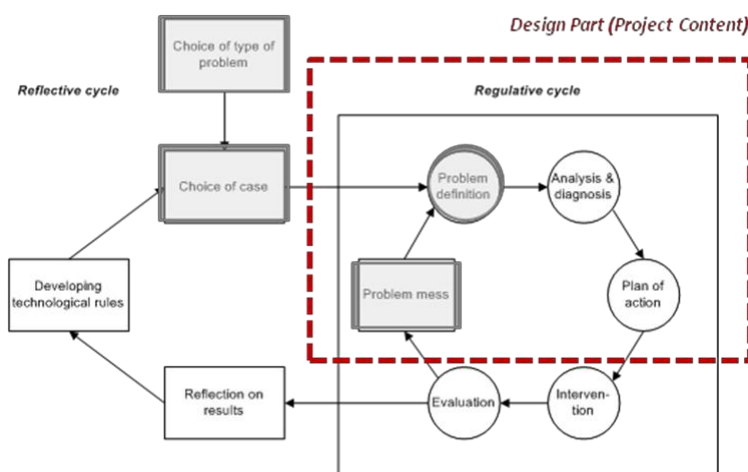 Design Part (Project Content)
Choice of type of
problem
Reflective cycle
Regulative cycle
Choice of case
Problem
definition
Analysis &
diagnosis
Developing
technological rules
Problem mess
Plan of
action
Reflection on
results
Evaluation
Interven-
tion